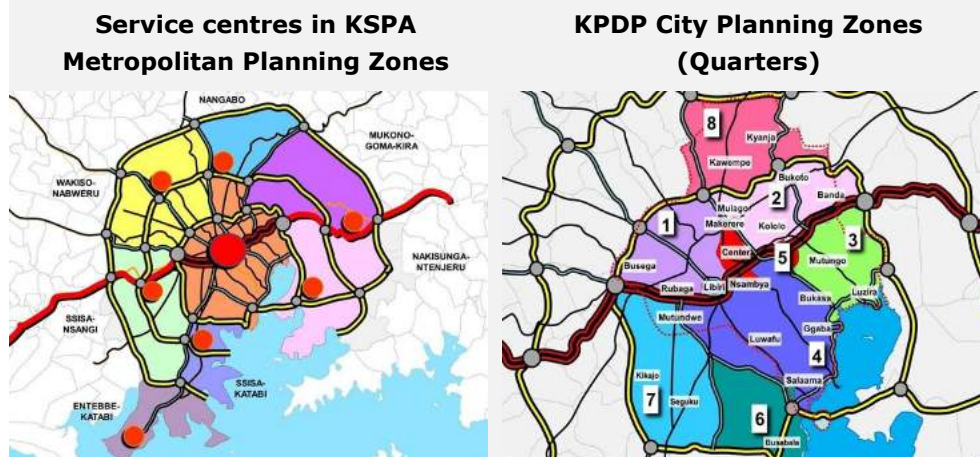 Service centres in KSPA
Metropolitan Planning Zones
NANGABO
MUKONO-
GOMA-KIRA
WAKISO-
NABWERU
NAKISUNGA-
NTENJERU
SSISA-
NSANGI
SSISA-
KATABI
ENTEBBE-
KATABI
KPDP City Planning Zones
(Quarters)
8
Kyanja
Kawempe
Bukoto
2
Banda
Mulago
1
Makerere
Kololo
3
Center
5
Mutungo
Busega
Rubaga
Libiri
Nsambya
Bukasa
Luzira
Mutundwe
Ggaba
Luwafu
4
Kikajo
Salaama
7
Seguku
6
Busabala